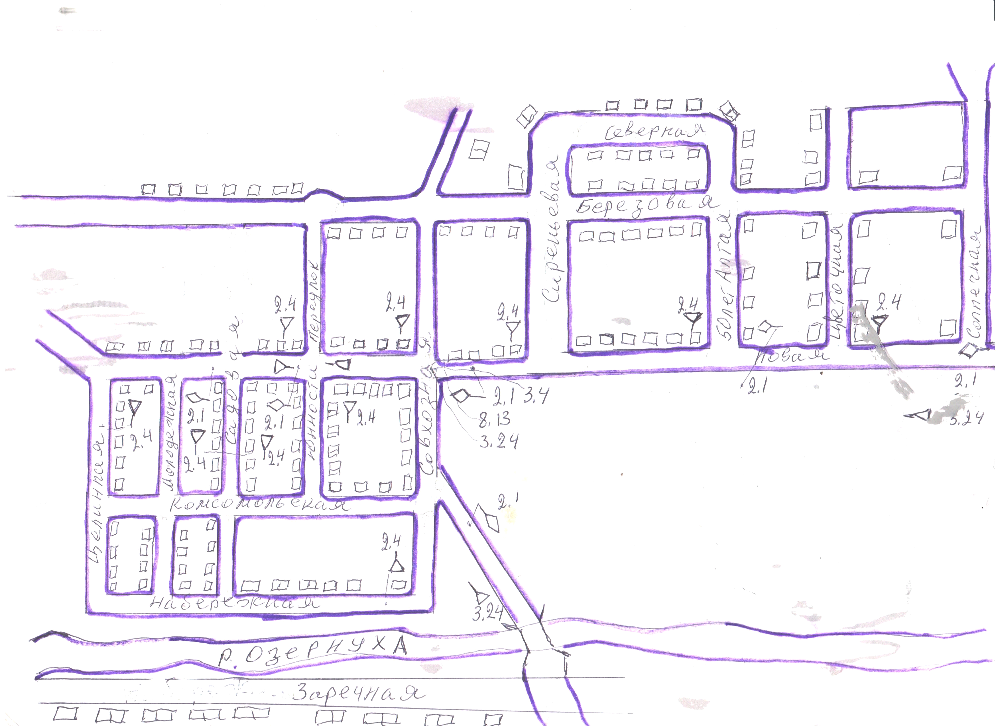 Северная
Березовая
Сиреневая
50 лет Алтая
Цветочная
Солнечная
Переулок
2.4
2.4
2.4
2.4
2.4
Новая
2.1
2.1
3.24
Садовая
Молодежная
Юности
Совхозная
Целинная
2.4
2.1
2.4
2.1
2.4
2.4
2.1 3.4
8.13
3.24
Комсомольская
2.1
2.4
3.24
Набережная
р. ОЗЕРНУХА
Заречная